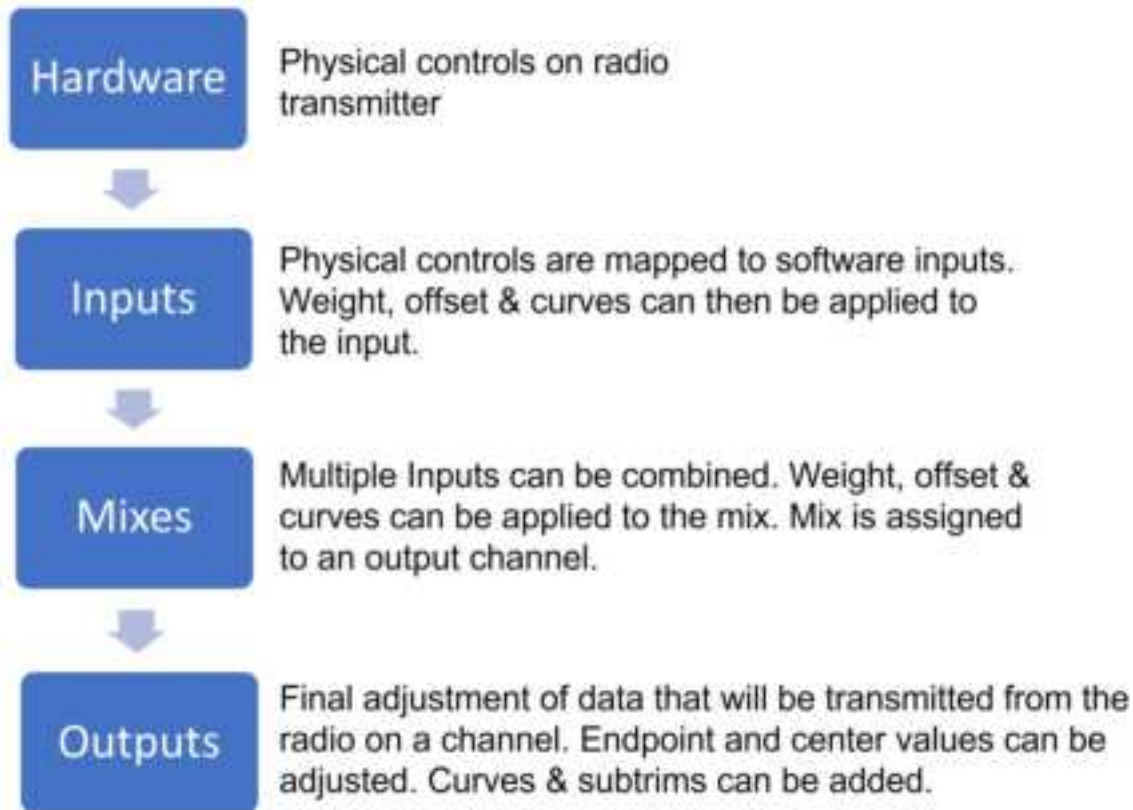 Hardware
Physical controls on radio
transmitter
Inputs
Physical controls are mapped to software inputs.
Weight, offset & curves can then be applied to
the input.
Mixes
Multiple Inputs can be combined. Weight, offset &
curves can be applied to the mix. Mix is assigned
to an output channel.
Outputs
Final adjustment of data that will be transmitted from the
radio on a channel. Endpoint and center values can be
adjusted. Curves & subtrims can be added.